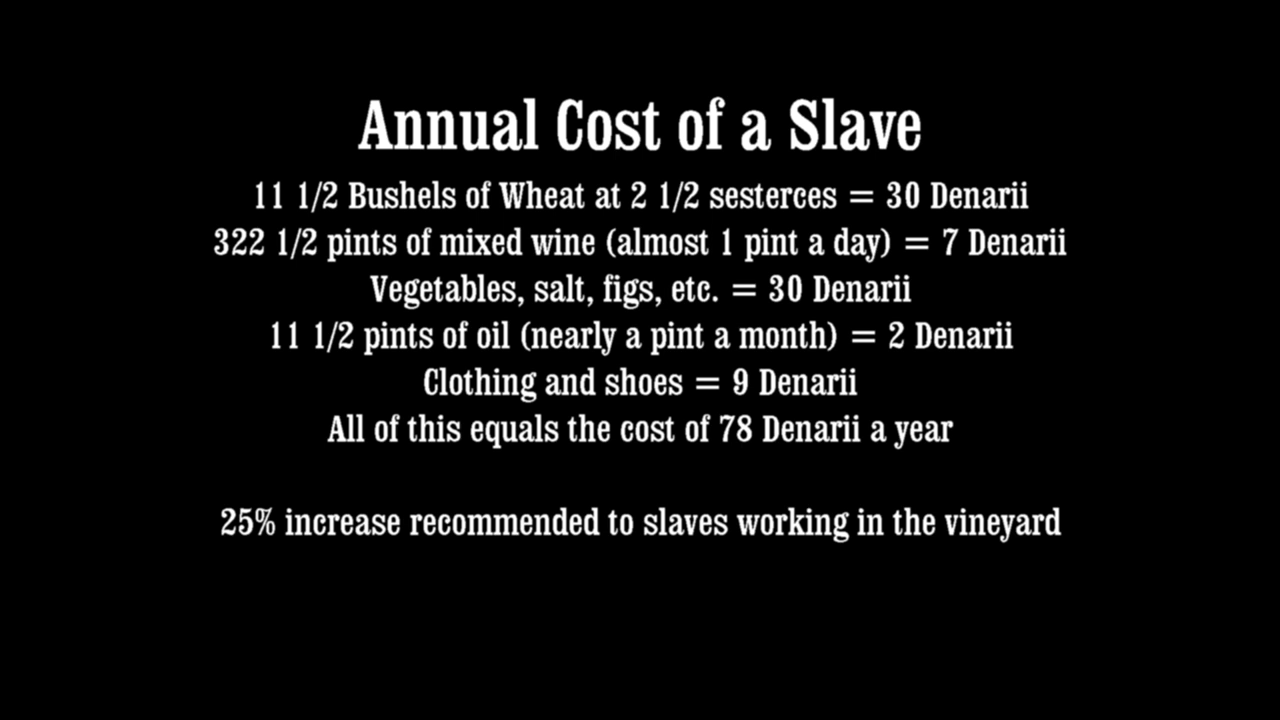 Annual Cost of a Slave
11 1/2 Bushels of Wheat at 2 1/2 sesterces = 30 Denarii
322 1/2 pints of mixed wine (almost 1 pint a day) = 7 Denarii
Vegetables, salt, figs, etc. = 30 Denarii
11 1/2 pints of oil (nearly a pint a month) = 2 Denarii
Clothing and shoes = 9 Denarii
All of this equals the cost of 78 Denarii a year
25% increase recommended to slaves working in the vineyard